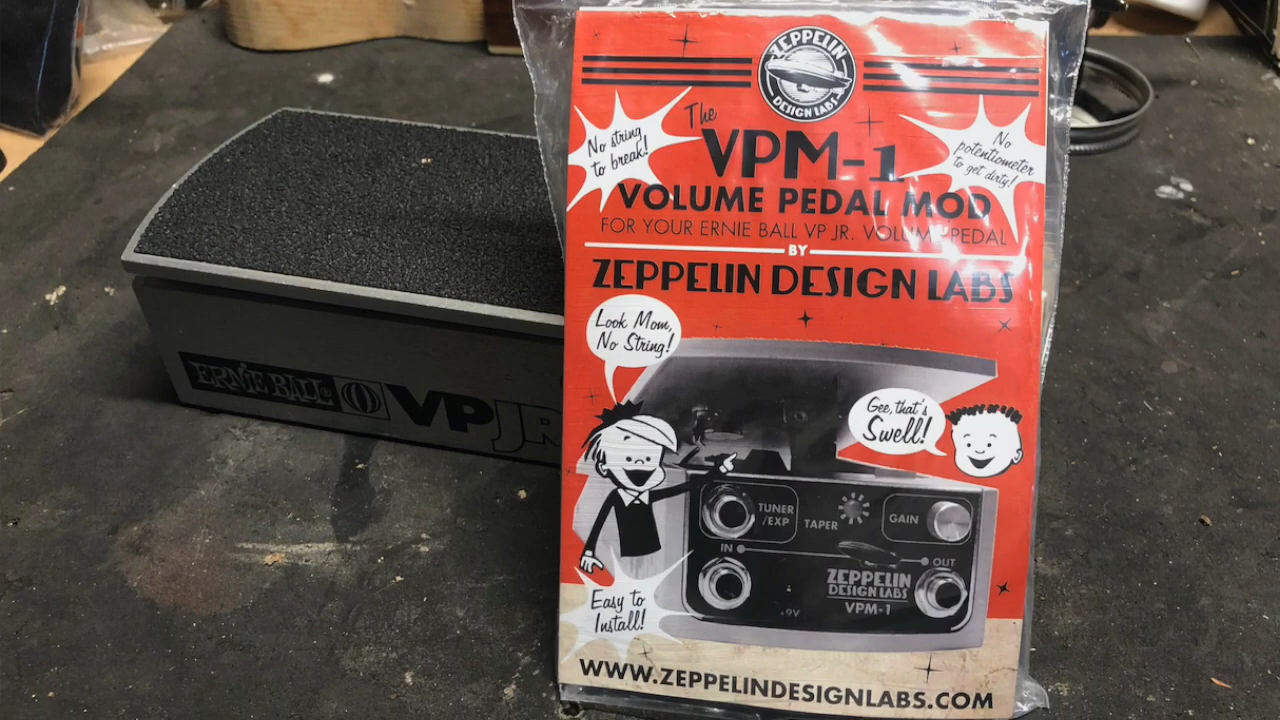 ZEPPELIN
DESIGN LABS
The
VPM-1
VOLUME PEDAL MOD
FOR YOUR ERNIE BALL VP JR. VOLUME PEDAL
BY
ZEPPELIN DESIGN LABS
No string
to break!
No
potentiometer
to get dirty!
Look Mom,
No String!
Gee, that's
Swell!
ERNIE BALL
VP JR
TUNER
/EXP
TAPER
GAIN
IN
OUT
ZEPPELIN
DESIGN LABS
VPM-1
+9V
Easy to
Install!
WWW.ZEPPELINDESIGNLABS.COM